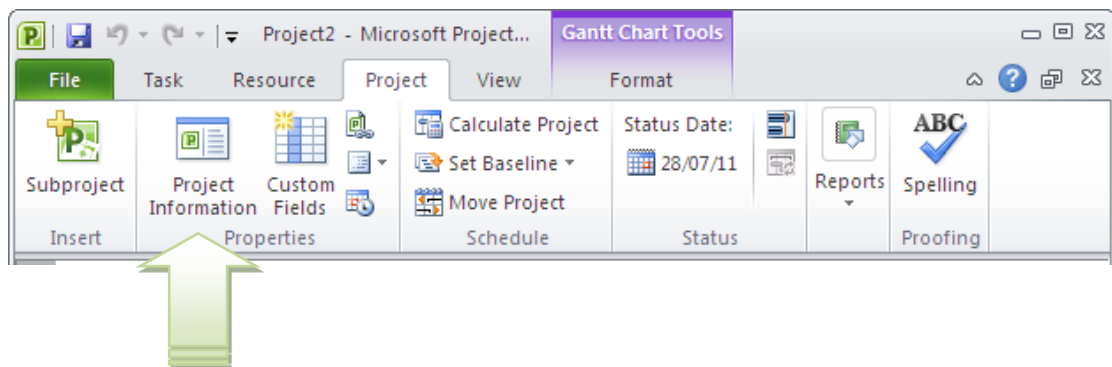 Project2 - Microsoft Project... Gantt Chart Tools
File Task Resource Project View Format
Subproject
Project Information
Custom Fields
Calculate Project
Set Baseline
Move Project
Status Date:
28/07/11
Reports
ABC
Spelling
Insert Properties Schedule Status Proofing